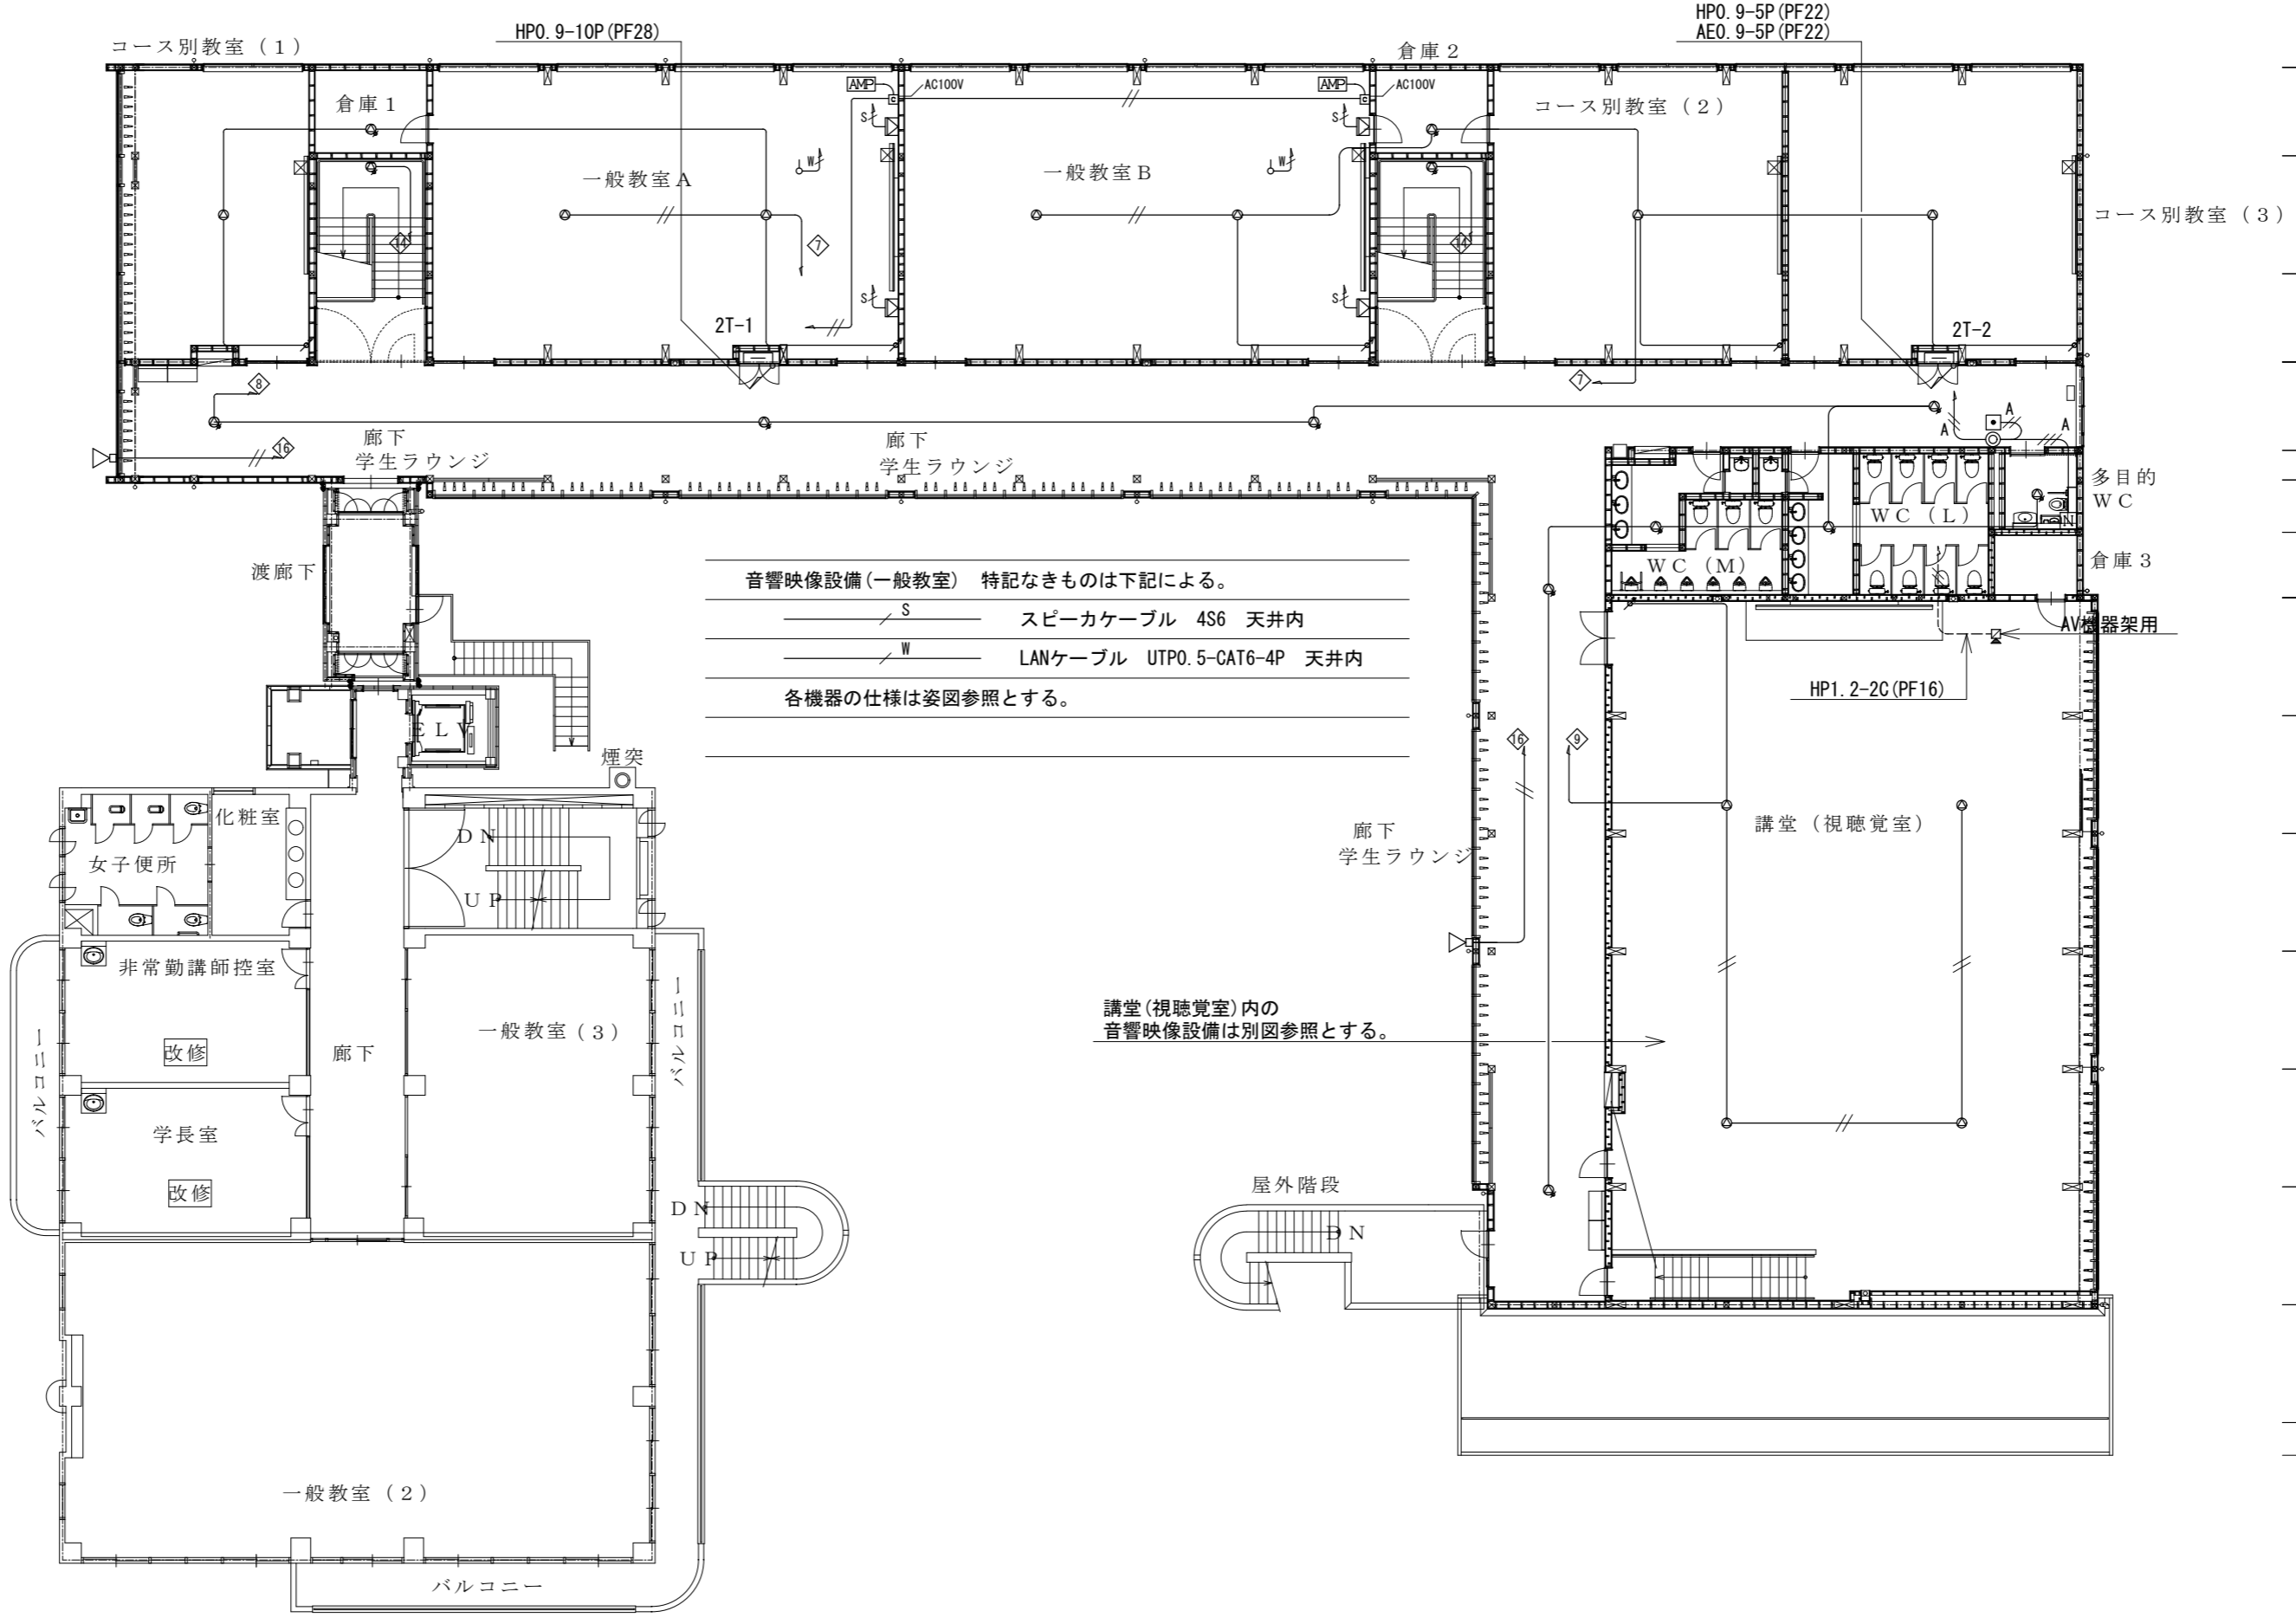 HP0.9-10P(PF28)
HP0.9-5P(PF22)
AE0.9-5P(PF22)
コース別教室（１）
倉庫２
倉庫１
AMP
AC100V
AMP
AC100V
コース別教室（２）
S
S
W
W
一般教室Ａ
一般教室Ｂ
コース別教室（３）
14
7
14
S
S
2T-1
2T-2
8
7
A
A
A
16
廊下
学生ラウンジ
廊下
学生ラウンジ
多目的
ＷＣ
ＷＣ（Ｌ）
N
ＷＣ（Ｍ）
倉庫３
渡廊下
音響映像設備(一般教室)　特記なきものは下記による。
S　スピーカケーブル　4S6　天井内
W　LANケーブル　UTP0.5-CAT6-4P　天井内
各機器の仕様は姿図参照とする。
AV機器架用
HP1.2-2C(PF16)
ＥＬＶ
煙突
16
9
化粧室
ＤＮ
女子便所
ＵＰ
廊下
学生ラウンジ
講堂（視聴覚室）
非常勤講師控室
改修
廊下
一般教室（３）
バルコニー
バルコニー
講堂(視聴覚室)内の
音響映像設備は別図参照とする。
学長室
改修
屋外階段
ＤＮ
ＵＰ
ＤＮ
一般教室（２）
バルコニー